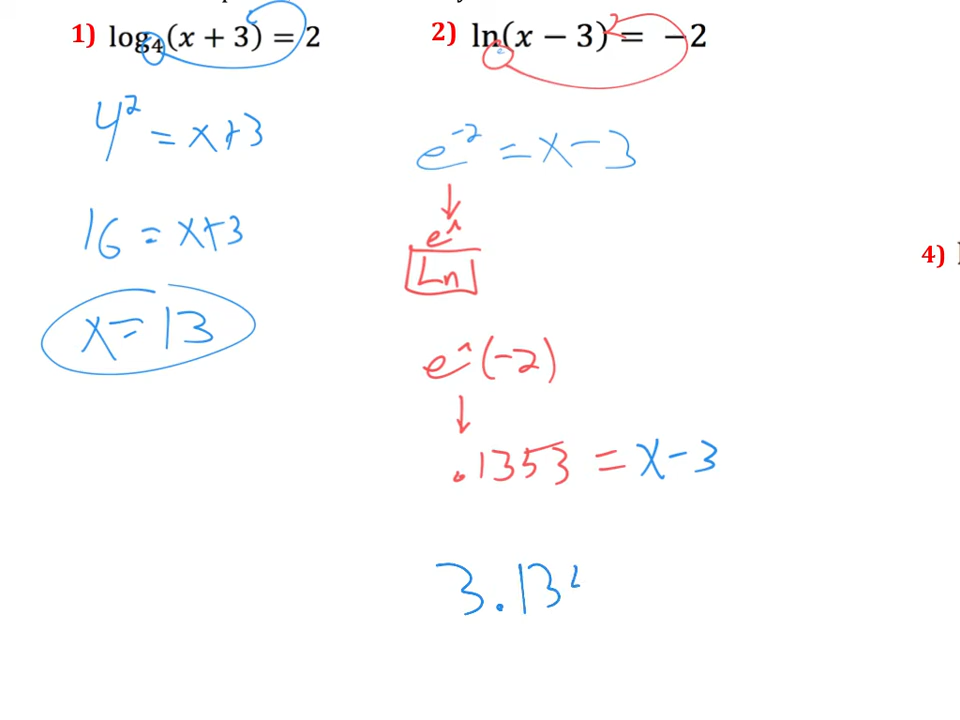 1) log₄(x + 3) = 2
4² = x+3
16 = x+3
x = 13
2) ln(x − 3) = −2
e⁻² = x − 3
e^
Ln
e^(-2)
.1353 = x - 3
3.13
4)